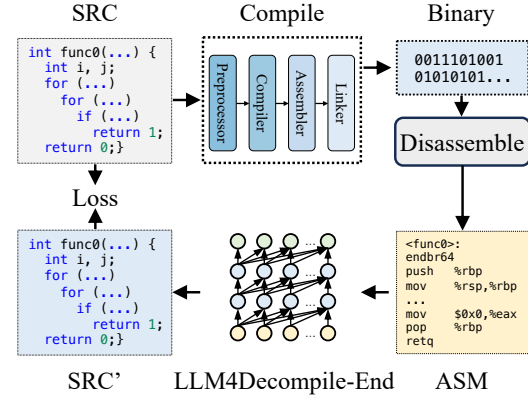 SRC
int func0(...) {
  int i, j;
  for (...)
    for (...)
      if (...)
        return 1;
  return 0;}
Compile
Preprocessor
Compiler
Assembler
Linker
Binary
0011101001
01010101...
Disassemble
<func0>:
endbr64
push   %rbp
mov    %rsp,%rbp
...
mov    $0x0,%eax
pop    %rbp
retq
ASM
...
...
...
...
LLM4Decompile-End
int func0(...) {
  int i, j;
  for (...)
    for (...)
      if (...)
        return 1;
  return 0;}
SRC’
Loss